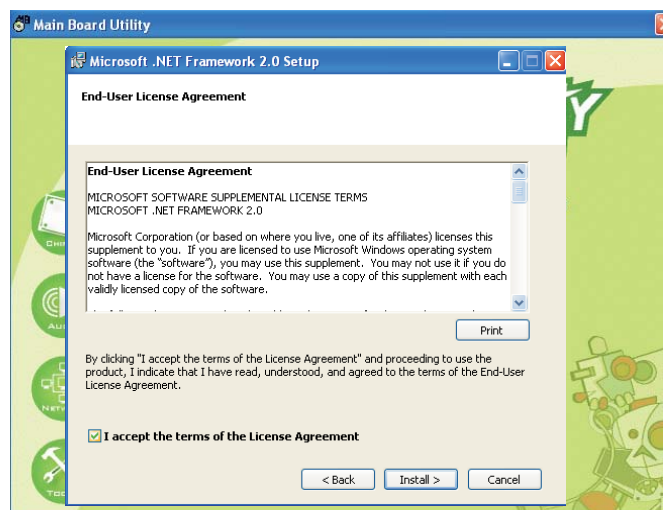 Main Board Utility
Microsoft .NET Framework 2.0 Setup
End-User License Agreement
End-User License Agreement
MICROSOFT SOFTWARE SUPPLEMENTAL LICENSE TERMS
MICROSOFT .NET FRAMEWORK 2.0
Microsoft Corporation (or based on where you live, one of its affiliates) licenses this
supplement to you. If you are licensed to use Microsoft Windows operating system
software (the “software”), you may use this supplement. You may not use it if you do
not have a license for the software. You may use a copy of this supplement with each
validly licensed copy of the software.
Print
By clicking "I accept the terms of the License Agreement" and proceeding to use the
product, I indicate that I have read, understood, and agreed to the terms of the End-User
License Agreement.
I accept the terms of the License Agreement
< Back
Install >
Cancel